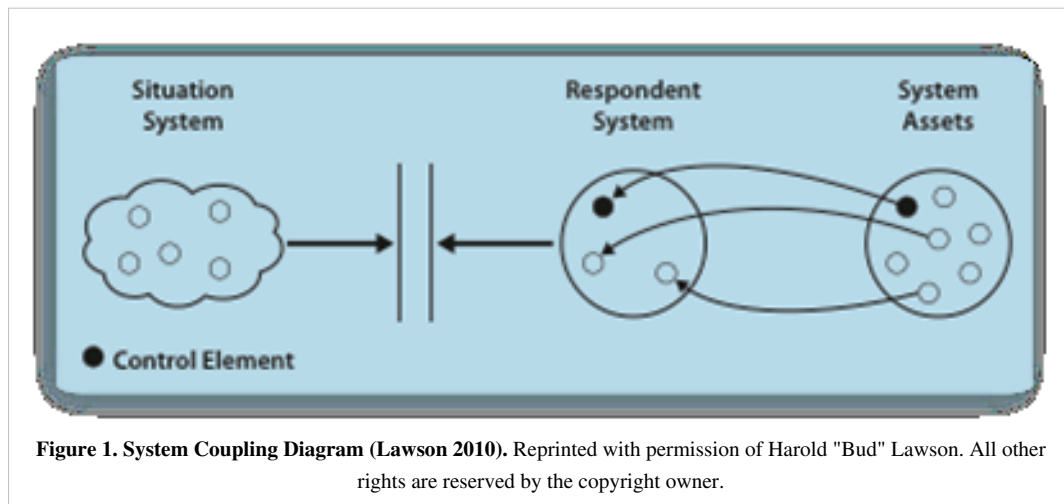 Situation
System
Respondent
System
System
Assets
Control Element
Figure 1. System Coupling Diagram (Lawson 2010). Reprinted with permission of Harold "Bud" Lawson. All other
rights are reserved by the copyright owner.